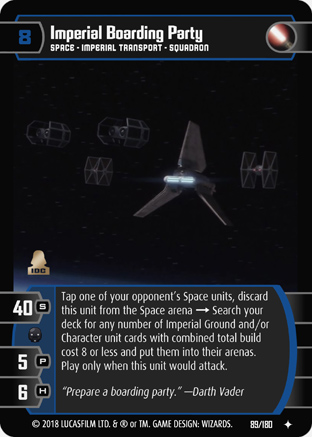 8
Imperial Boarding Party
SPACE - IMPERIAL TRANSPORT - SQUADRON
IDC
40 S
5 P
6 H
Tap one of your opponent's Space units, discard
this unit from the Space arena → Search your
deck for any number of Imperial Ground and/or
Character unit cards with combined total build
cost 8 or less and put them into their arenas.
Play only when this unit would attack.
"Prepare a boarding party." —Darth Vader
© 2018 LUCASFILM LTD. & ® or TM. GAME DESIGN: WIZARDS.
89/180